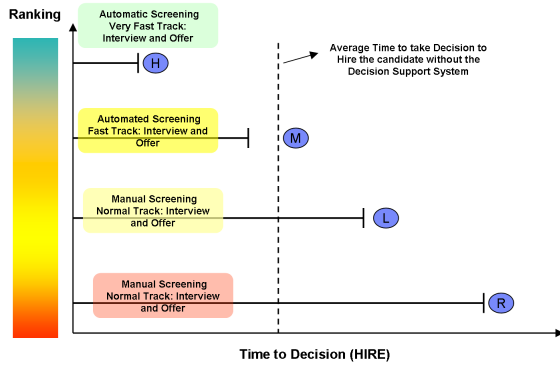 Ranking
Automatic Screening
Very Fast Track:
Interview and Offer
H
Average Time to take Decision to
Hire the candidate without the
Decision Support System
Automated Screening
Fast Track: Interview and
Offer
M
Manual Screening
Normal Track: Interview
and Offer
L
Manual Screening
Normal Track: Interview
and Offer
R
Time to Decision (HIRE)